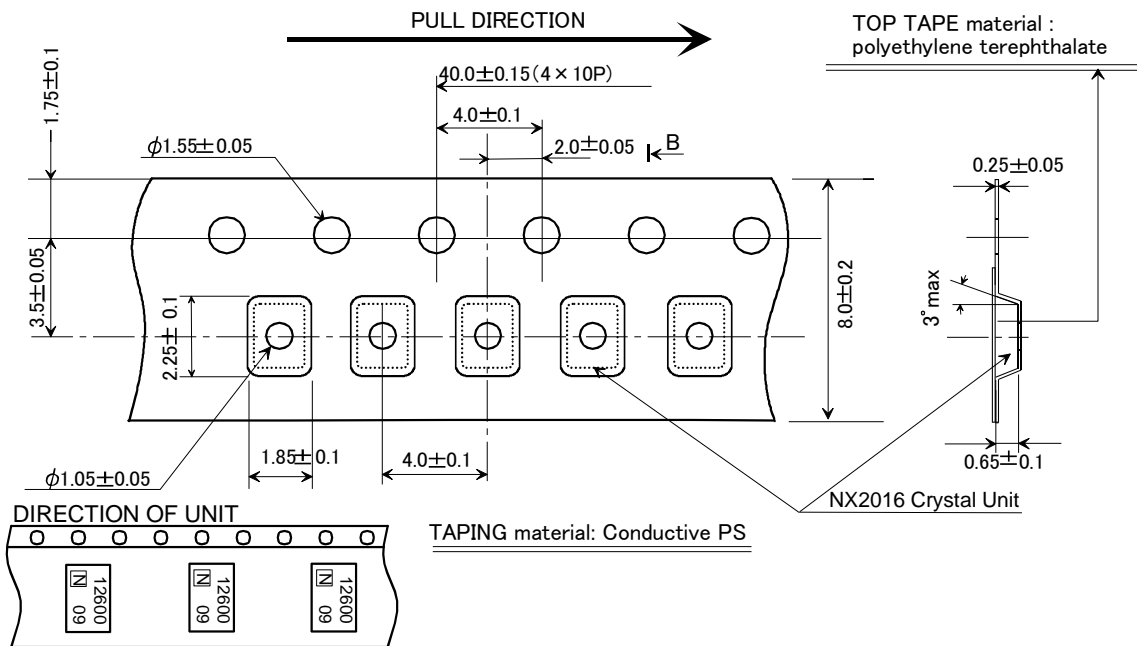 PULL DIRECTION
TOP TAPE material :
polyethylene terephthalate
1.75±0.1
40.0±0.15(4×10P)
4.0±0.1
φ1.55±0.05
2.0±0.05
B
0.25±0.05
3.5±0.05
2.25±0.1
8.0±0.2
3°max
1.85±0.1
4.0±0.1
0.65±0.1
φ1.05±0.05
NX2016 Crystal Unit
DIRECTION OF UNIT
TAPING material: Conductive PS
12600
N 09
12600
N 09
12600
N 09